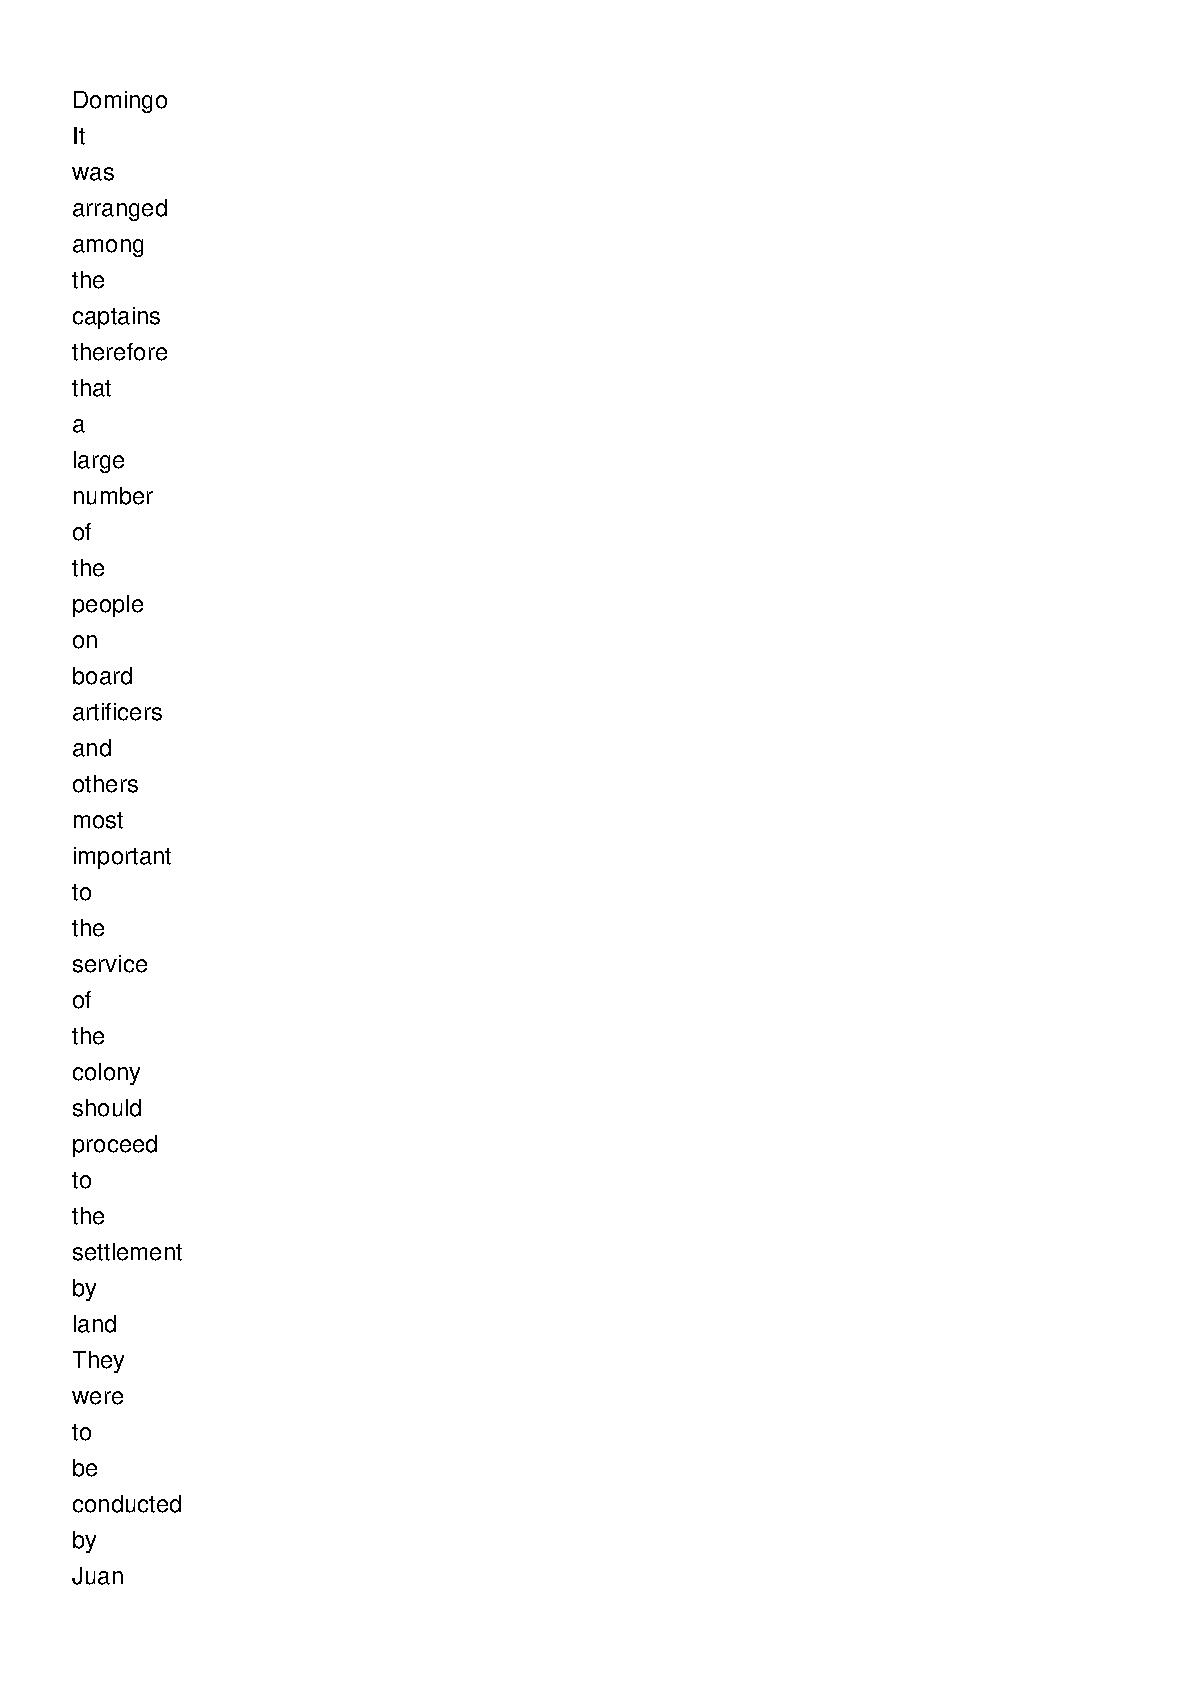 Domingo
It
was
arranged
among
the
captains
therefore
that
a
large
number
of
the
people
on
board
artificers
and
others
most
important
to
the
service
of
the
colony
should
proceed
to
the
settlement
by
land
They
were
to
be
conducted
by
Juan